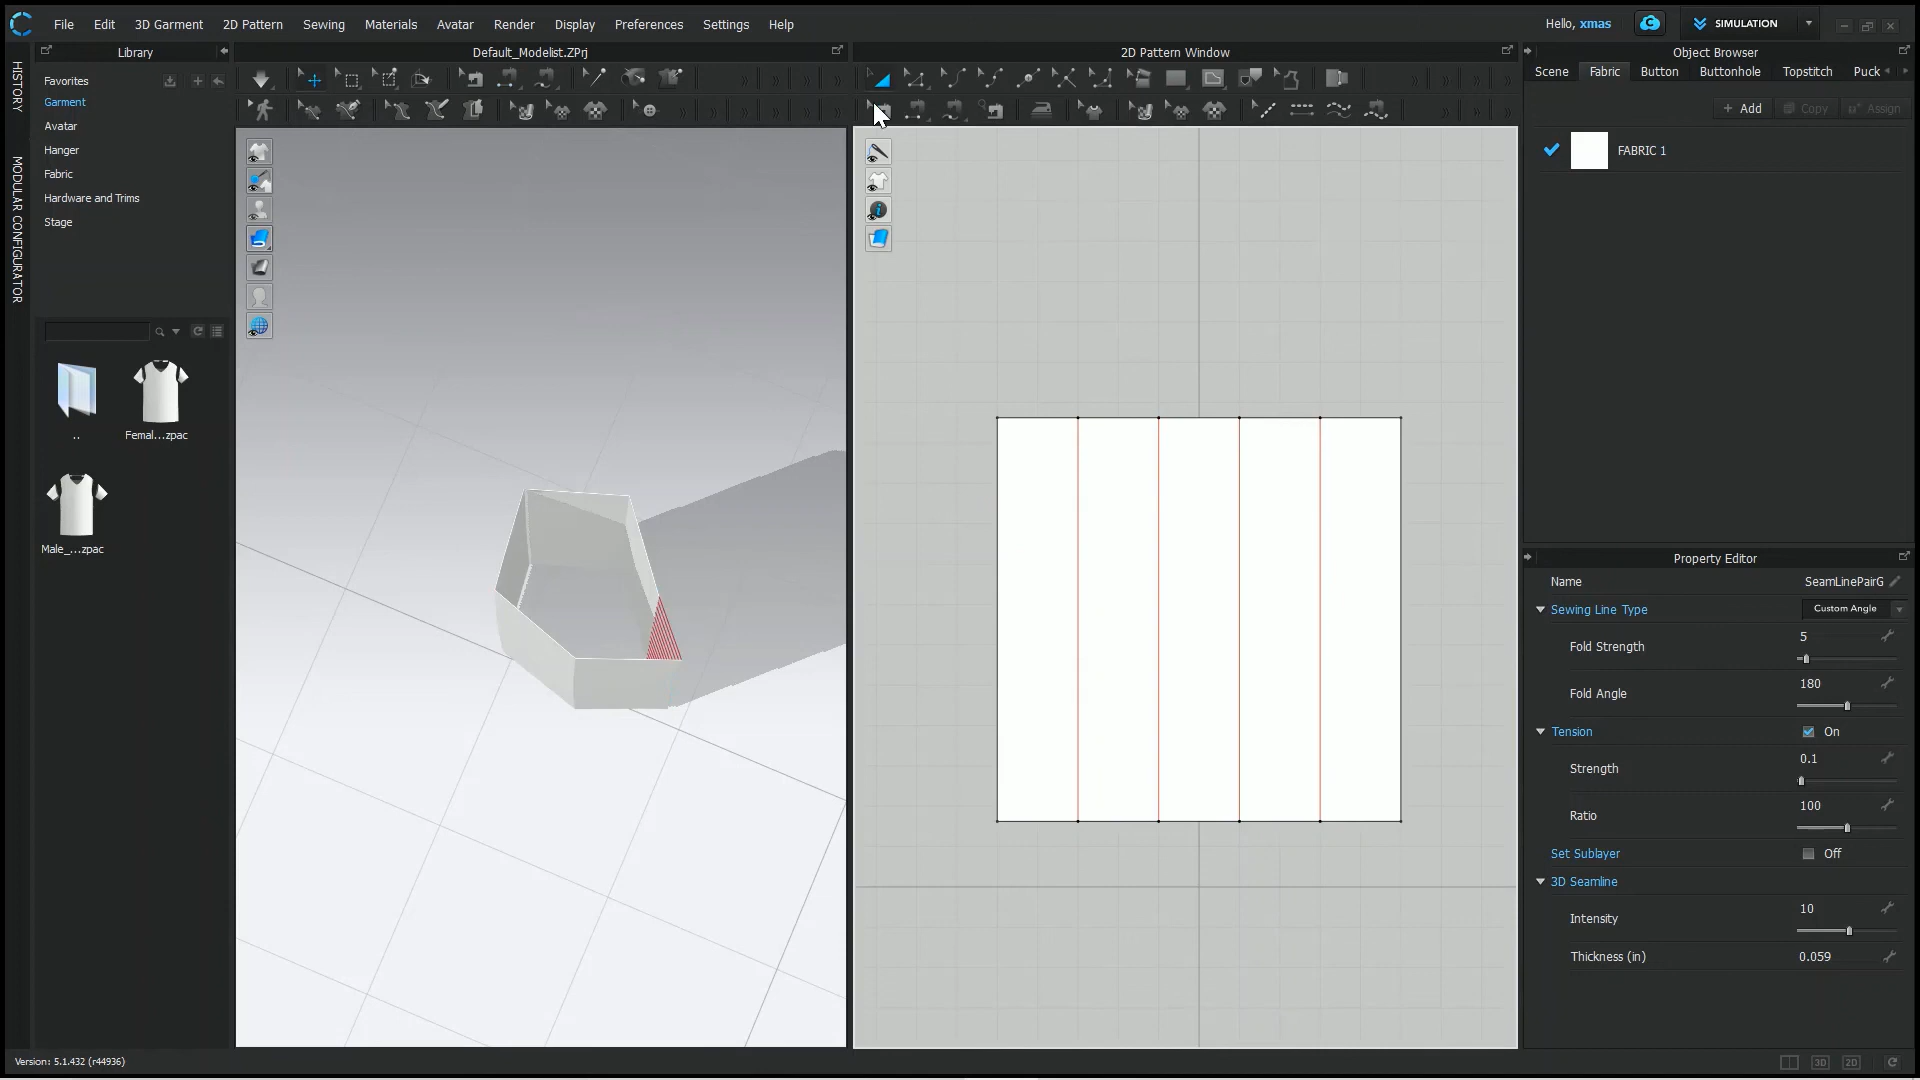 File Edit 3D Garment 2D Pattern Sewing Materials Avatar Render Display Preferences Settings Help
Hello, xmas
SIMULATION
HISTORY
MODULAR CONFIGURATOR
Library
Favorites
Garment
Avatar
Hanger
Fabric
Hardware and Trims
Stage
..
Femal...zpac
Male_...zpac
Default_Modelist.ZPrj
2D Pattern Window
Object Browser
Scene Fabric Button Buttonhole Topstitch Puck
+ Add Copy Assign
FABRIC 1
Property Editor
Name SeamLinePairG
Sewing Line Type Custom Angle
Fold Strength 5
Fold Angle 180
Tension On
Strength 0.1
Ratio 100
Set Sublayer Off
3D Seamline
Intensity 10
Thickness (in) 0.059
Version: 5.1.432 (r44936)
3D 2D